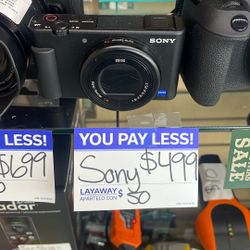 SONY
ZEISS
LESS!
$699
YOU PAY LESS!
Sony $499
LAYAWAY
APARTELO CON $ 50
SALE